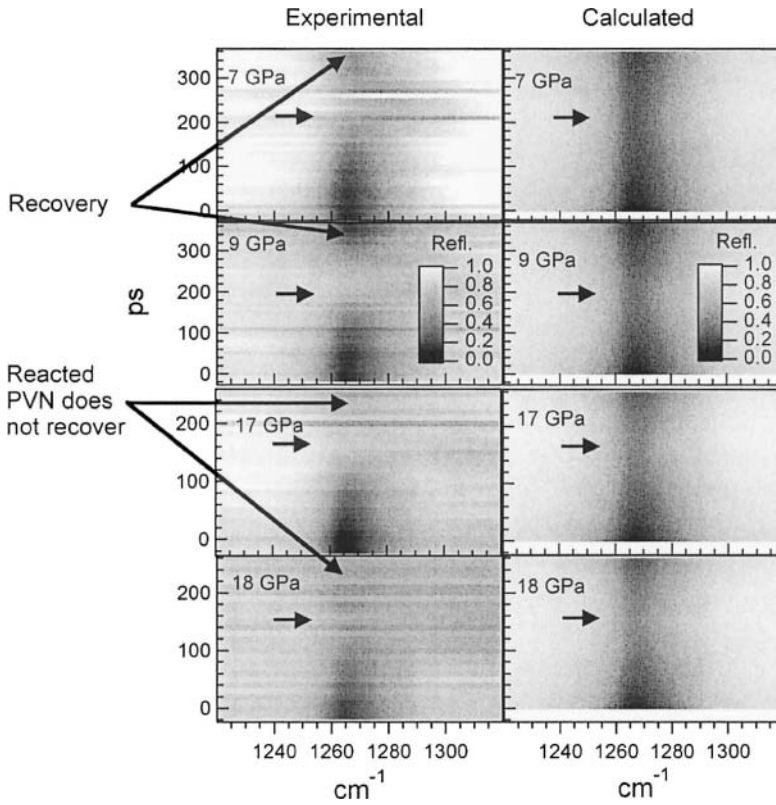 Experimental
Calculated
7 GPa
300
200
100
0
7 GPa
Recovery
9 GPa
Refl.
1.0
0.8
0.6
0.4
0.2
0.0
300
200
100
0
9 GPa
Refl.
1.0
0.8
0.6
0.4
0.2
0.0
ps
Reacted
PVN does
not recover
17 GPa
200
100
0
17 GPa
18 GPa
200
100
0
18 GPa
1240 1260 1280 1300
1240 1260 1280 1300
cm-1
cm-1